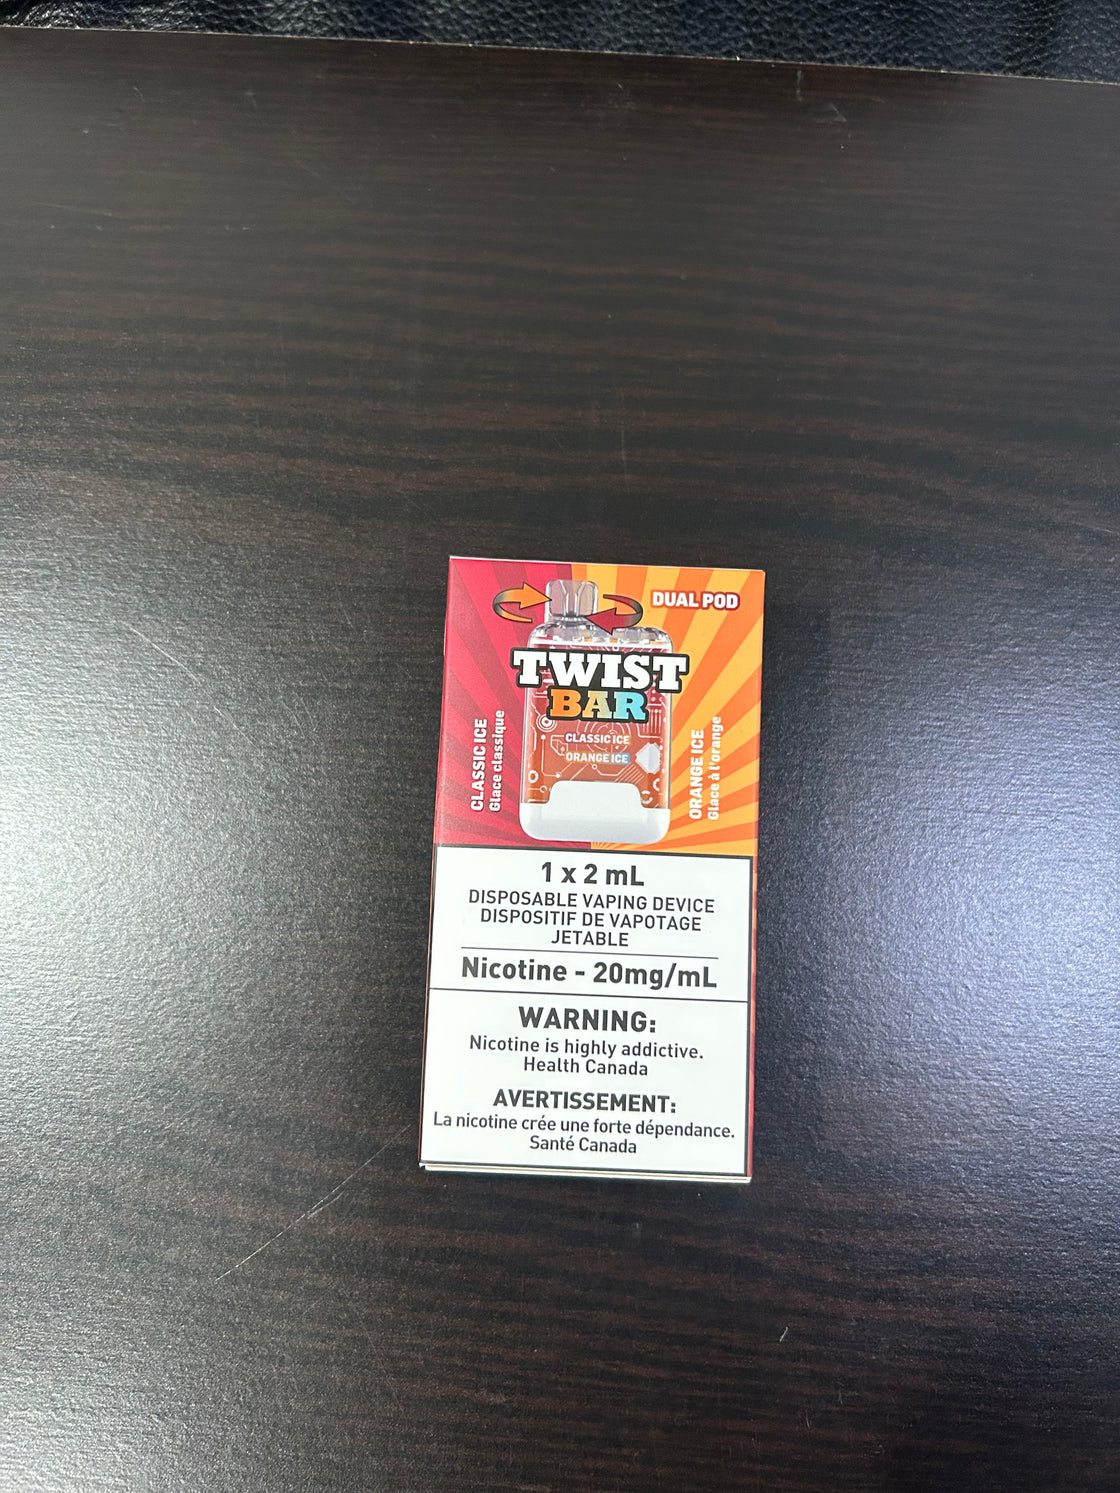 DUAL POD
TWIST
BAR
CLASSIC ICE
ORANGE ICE
CLASSIC ICE
Glace classique
ORANGE ICE
Glace à l'orange
1 x 2 mL
DISPOSABLE VAPING DEVICE
DISPOSITIF DE VAPOTAGE
JETABLE
Nicotine - 20mg/mL
WARNING:
Nicotine is highly addictive.
Health Canada
AVERTISSEMENT:
La nicotine crée une forte dépendance.
Santé Canada